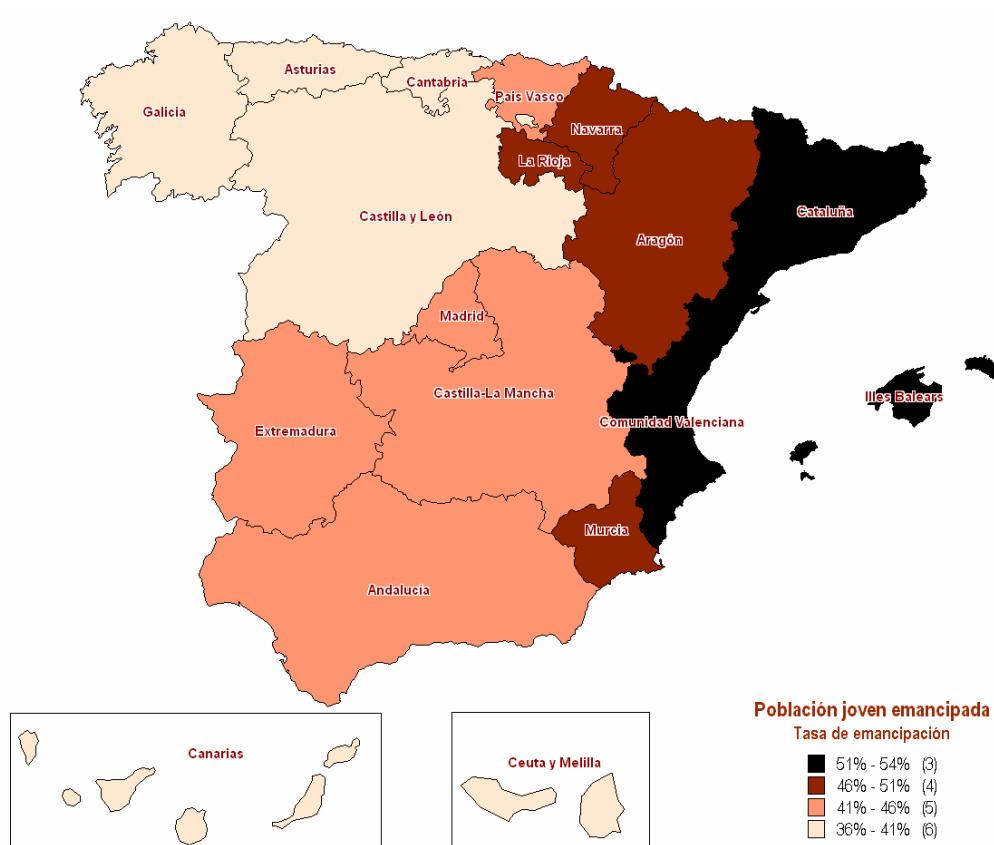 Asturias
Cantabria
Galicia
Pais Vasco
Navarra
La Rioja
Castilla y León
Cataluña
Aragón
Madrid
Castilla-La Mancha
Illes Balears
Comunidad Valenciana
Extremadura
Murcia
Andalucía
Canarias
Ceuta y Melilla
Población joven emancipada
Tasa de emancipación
51% - 54% (3)
46% - 51% (4)
41% - 46% (5)
36% - 41% (6)